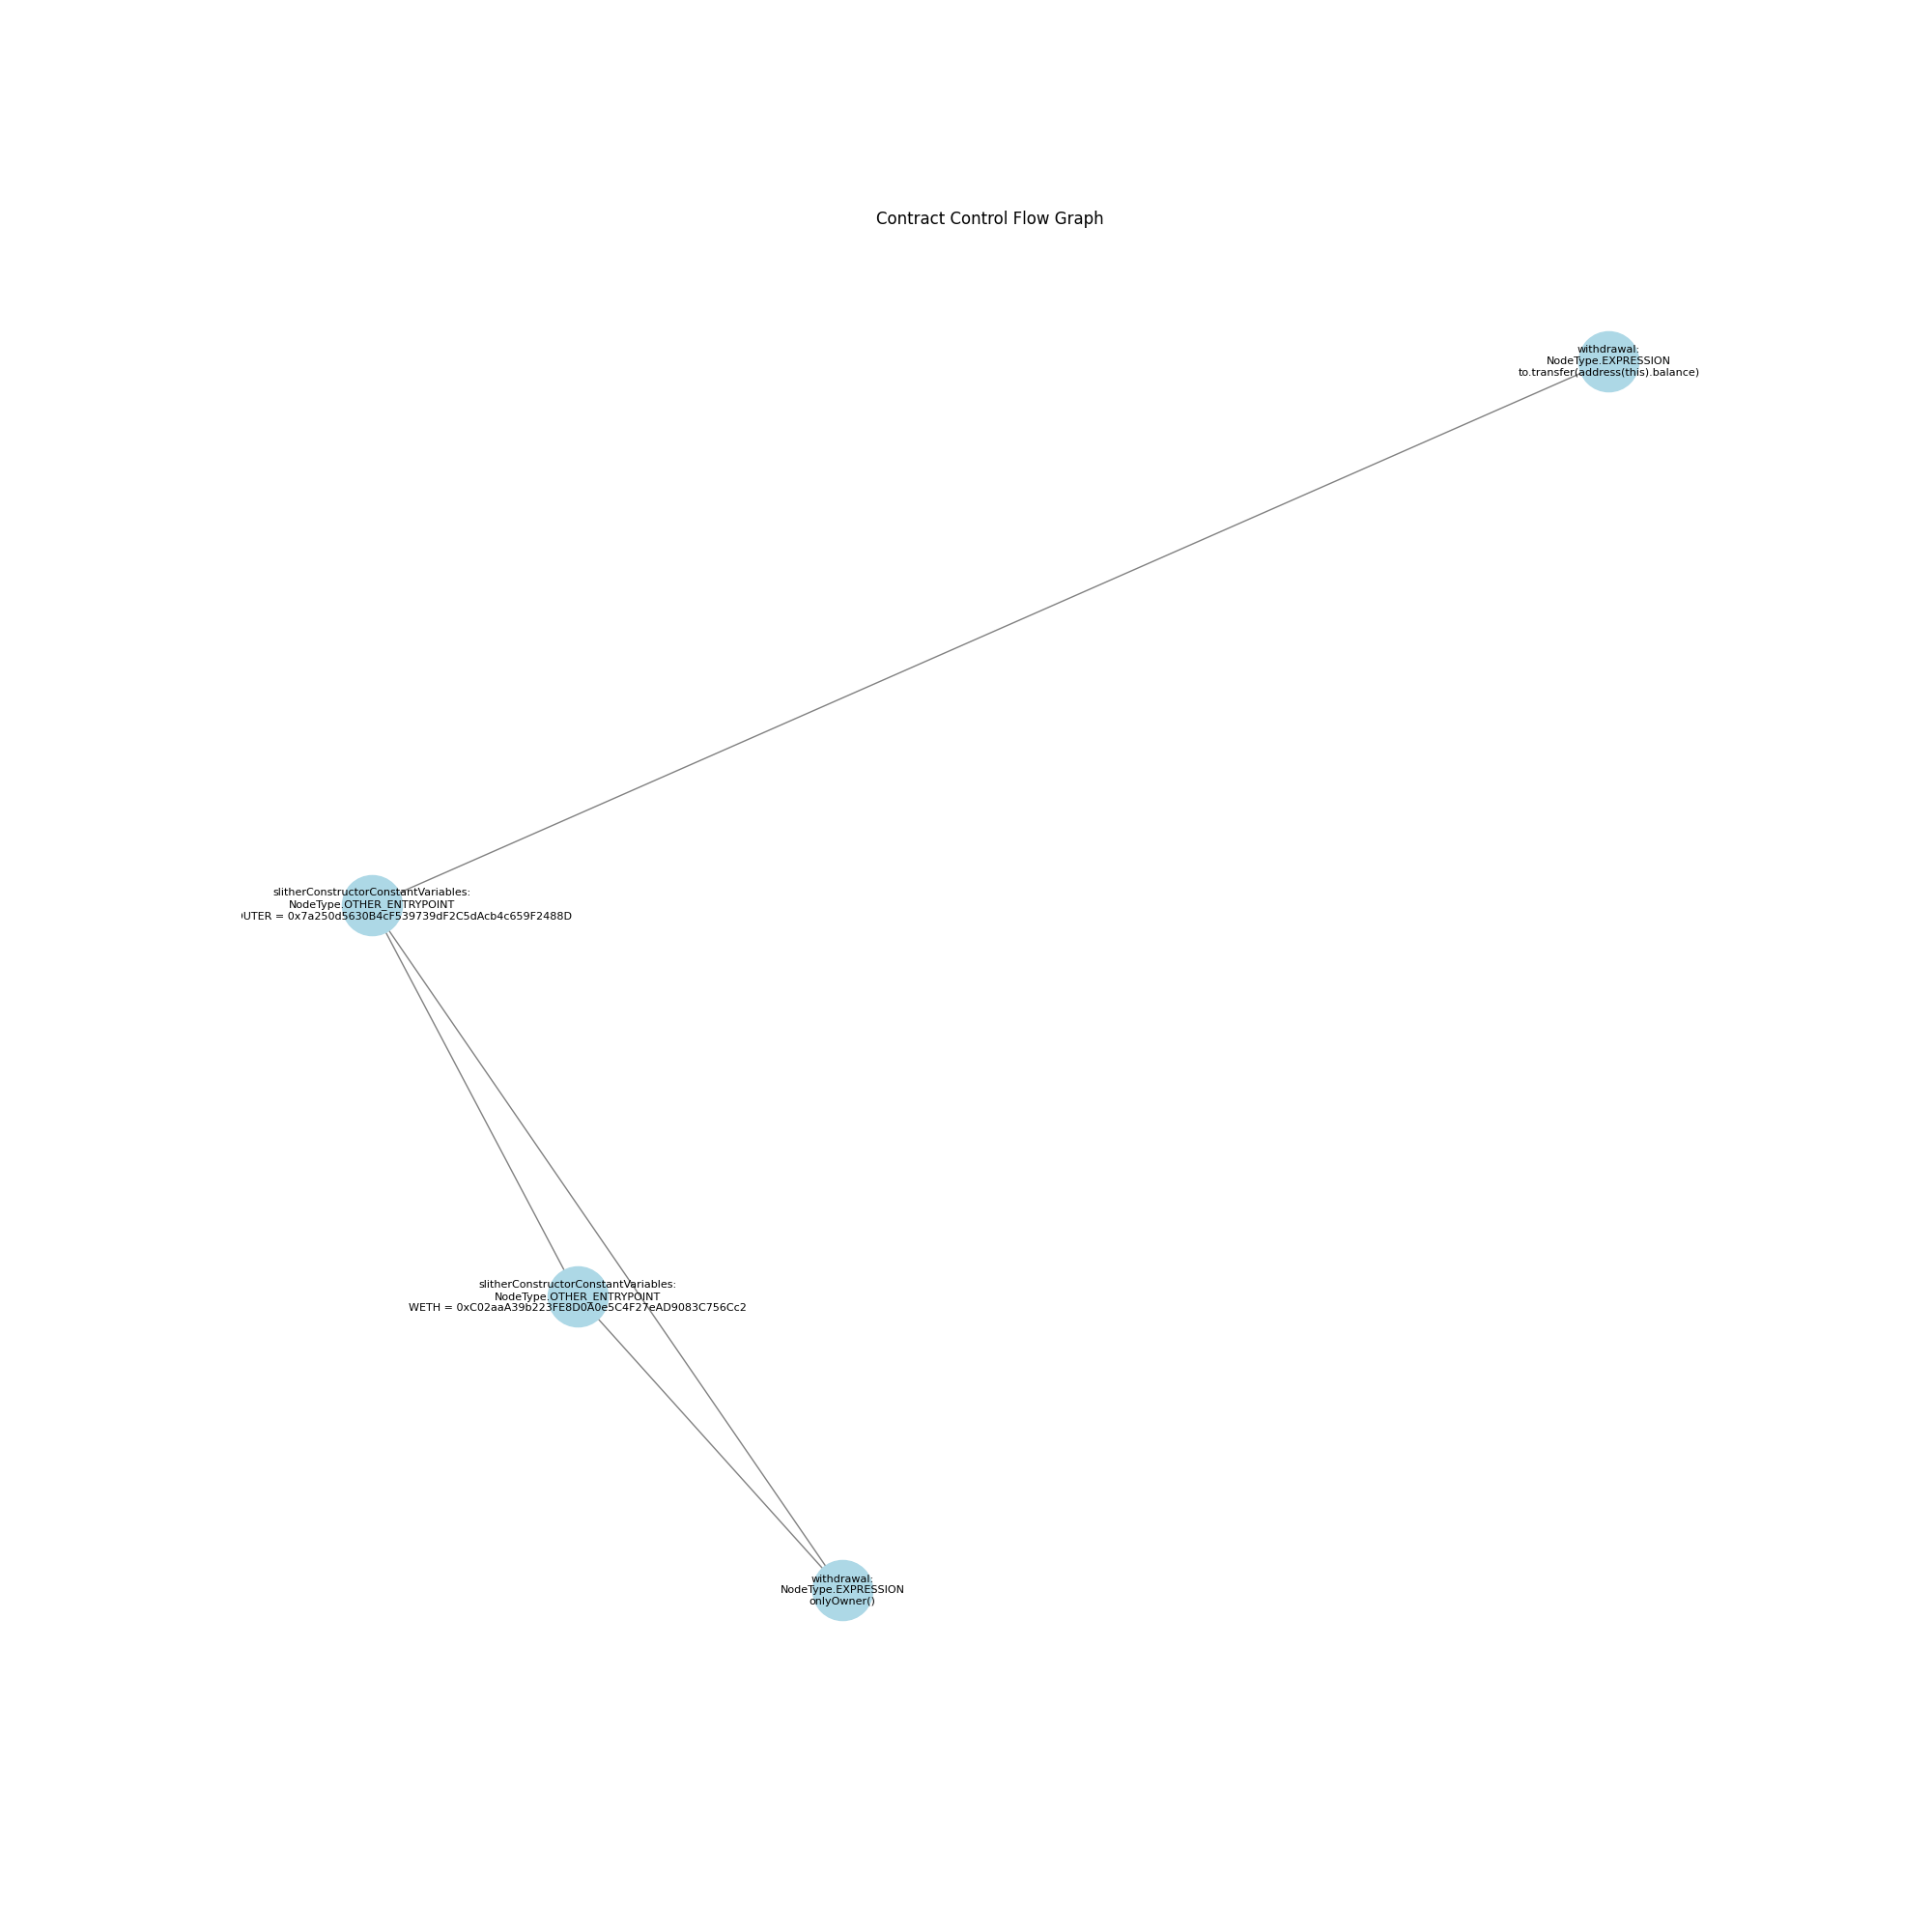 Contract Control Flow Graph
withdrawal:
NodeType.EXPRESSION
to.transfer(address(this).balance)
slitherConstructorConstantVariables:
NodeType.OTHER_ENTRYPOINT
UTER = 0x7a250d5630B4cF539739dF2C5dAcb4c659F2488D
slitherConstructorConstantVariables:
NodeType.OTHER_ENTRYPOINT
WETH = 0xC02aaA39b223FE8D0A0e5C4F27eAD9083C756Cc2
withdrawal:
NodeType.EXPRESSION
onlyOwner()